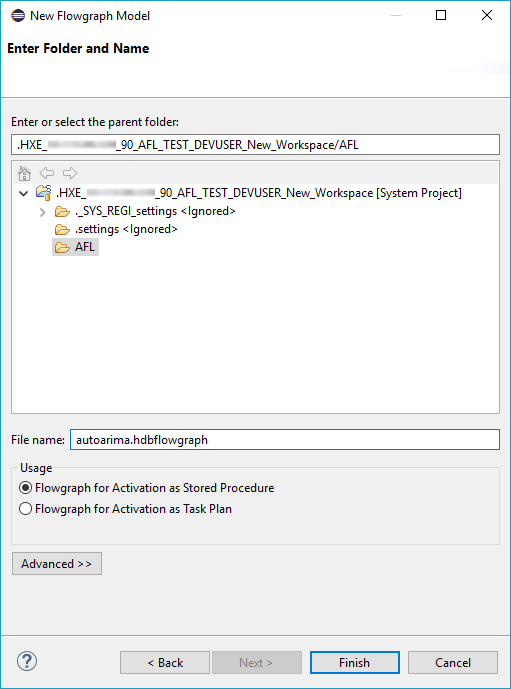 New Flowgraph Model
Enter Folder and Name
Enter or select the parent folder:
.HXE_ _90_AFL_TEST_DEVUSER_New_Workspace/AFL
.HXE_ _90_AFL_TEST_DEVUSER_New_Workspace [System Project]
._SYS_REGI_settings <Ignored>
.settings <Ignored>
AFL
File name: autoarima.hdbflowgraph
Usage
Flowgraph for Activation as Stored Procedure
Flowgraph for Activation as Task Plan
Advanced >>
? < Back Next > Finish Cancel